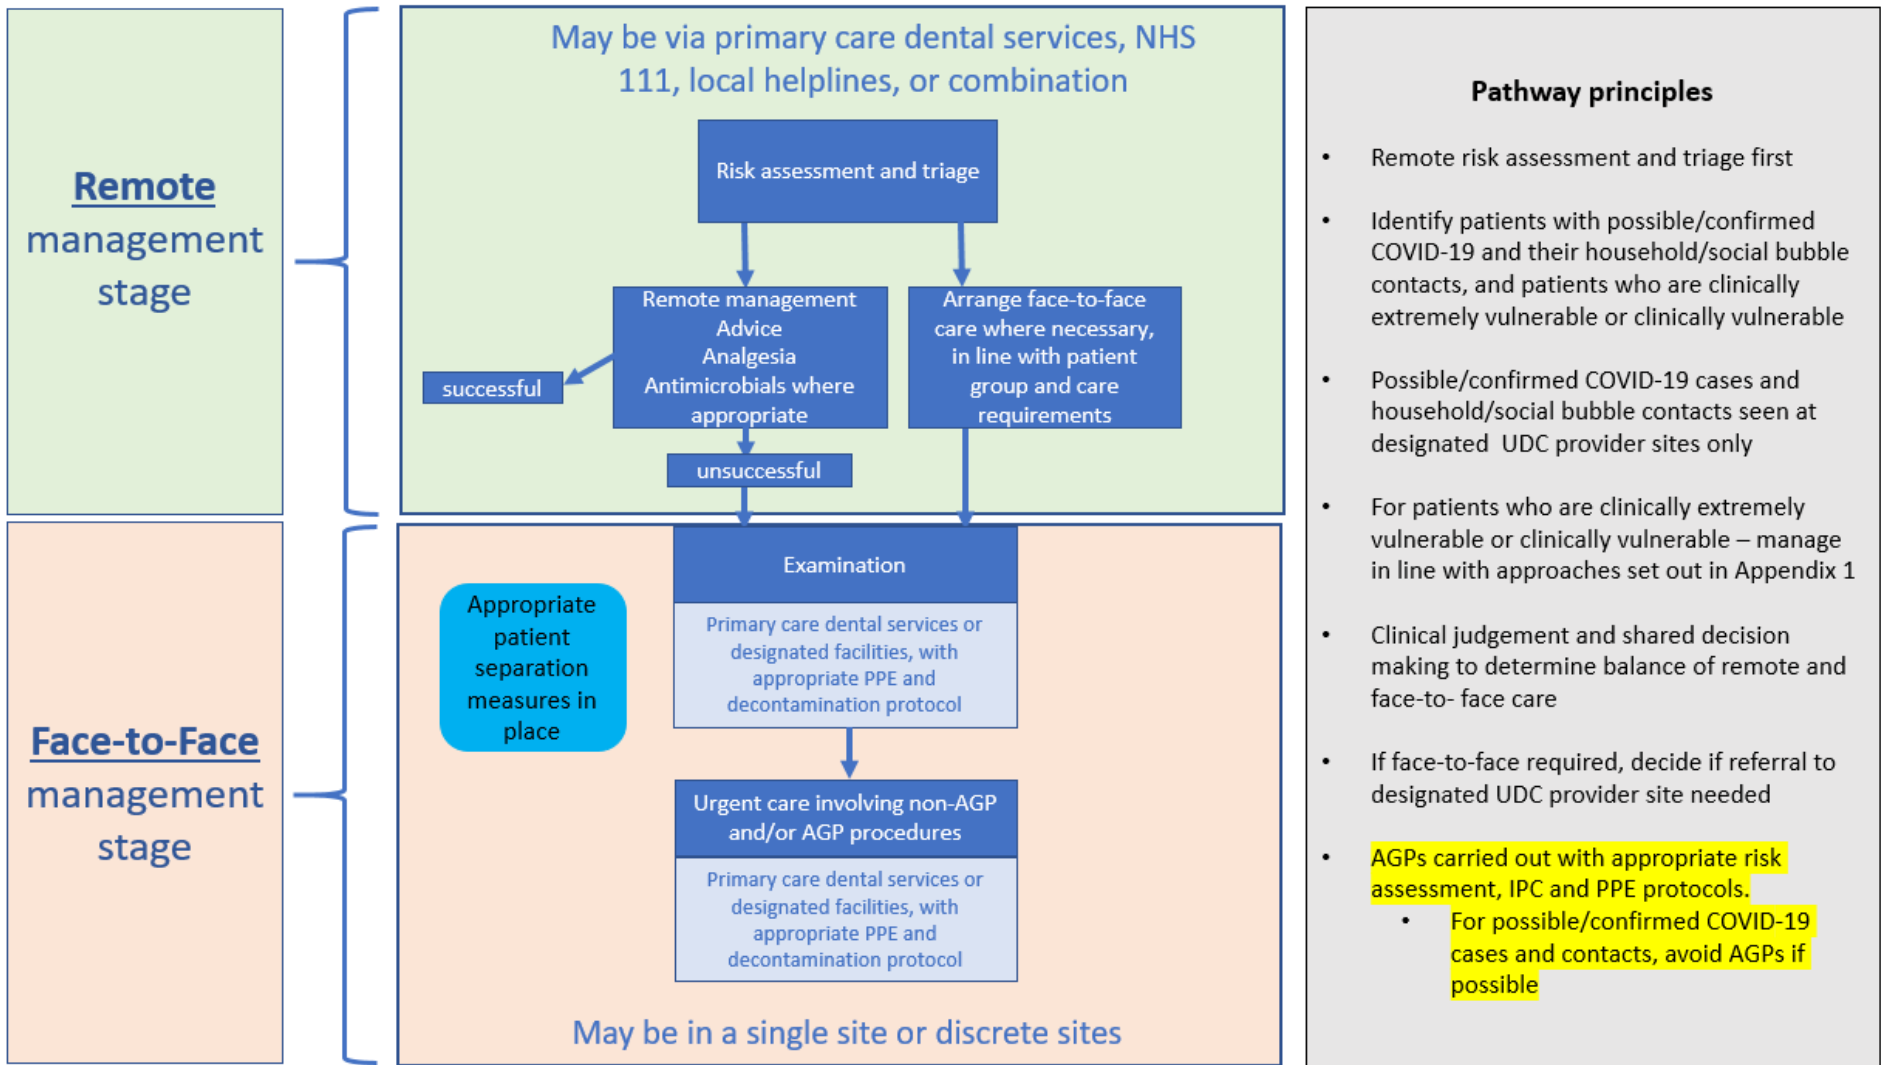 Remote
management
stage
May be via primary care dental services, NHS
111, local helplines, or combination
Risk assessment and triage
Remote management
Advice
Analgesia
Antimicrobials where
appropriate
Arrange face-to-face
care where necessary,
in line with patient
group and care
requirements
successful
unsuccessful
Face-to-Face
management
stage
Appropriate
patient
separation
measures in
place
Examination
Primary care dental services or
designated facilities, with
appropriate PPE and
decontamination protocol
Urgent care involving non-AGP
and/or AGP procedures
Primary care dental services or
designated facilities, with
appropriate PPE and
decontamination protocol
May be in a single site or discrete sites
Pathway principles
• Remote risk assessment and triage first
• Identify patients with possible/confirmed
COVID-19 and their household/social bubble
contacts, and patients who are clinically
extremely vulnerable or clinically vulnerable
• Possible/confirmed COVID-19 cases and
household/social bubble contacts seen at
designated  UDC provider sites only
• For patients who are clinically extremely
vulnerable or clinically vulnerable – manage
in line with approaches set out in Appendix 1
• Clinical judgement and shared decision
making to determine balance of remote and
face-to- face care
• If face-to-face required, decide if referral to
designated UDC provider site needed
• AGPs carried out with appropriate risk
assessment, IPC and PPE protocols.
• For possible/confirmed COVID-19
cases and contacts, avoid AGPs if
possible